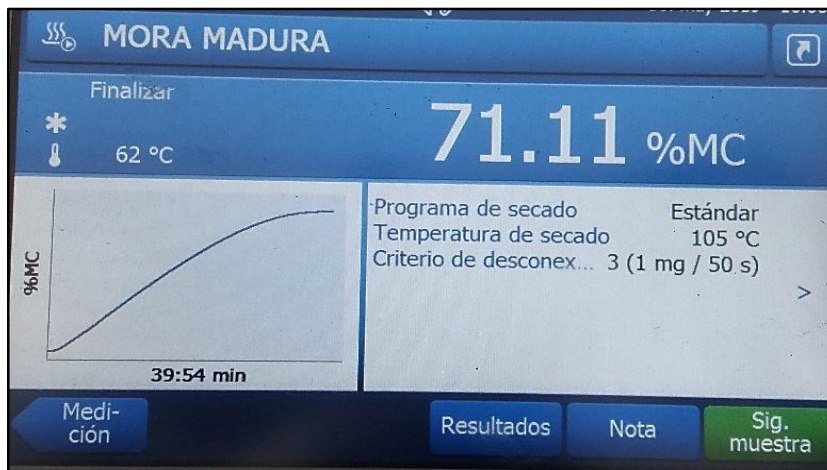 MORA MADURA
Finalizar
71.11 %MC
62 °C
Programa de secado Estándar
Temperatura de secado 105 °C
Criterio de desconex... 3 (1 mg / 50 s)
>
%MC
39:54 min
Medi-
ción
Resultados
Nota
Sig.
muestra